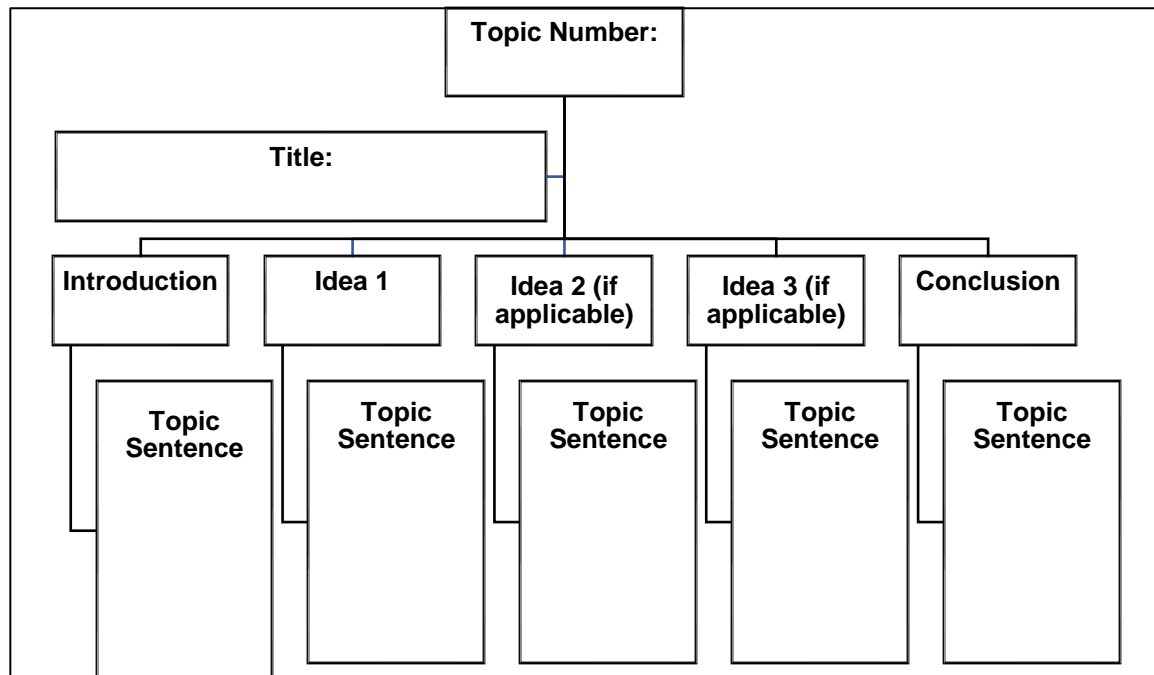 Topic Number:
Title:
Introduction
Idea 1
Idea 2 (if
applicable)
Idea 3 (if
applicable)
Conclusion
Topic
Sentence
Topic
Sentence
Topic
Sentence
Topic
Sentence
Topic
Sentence